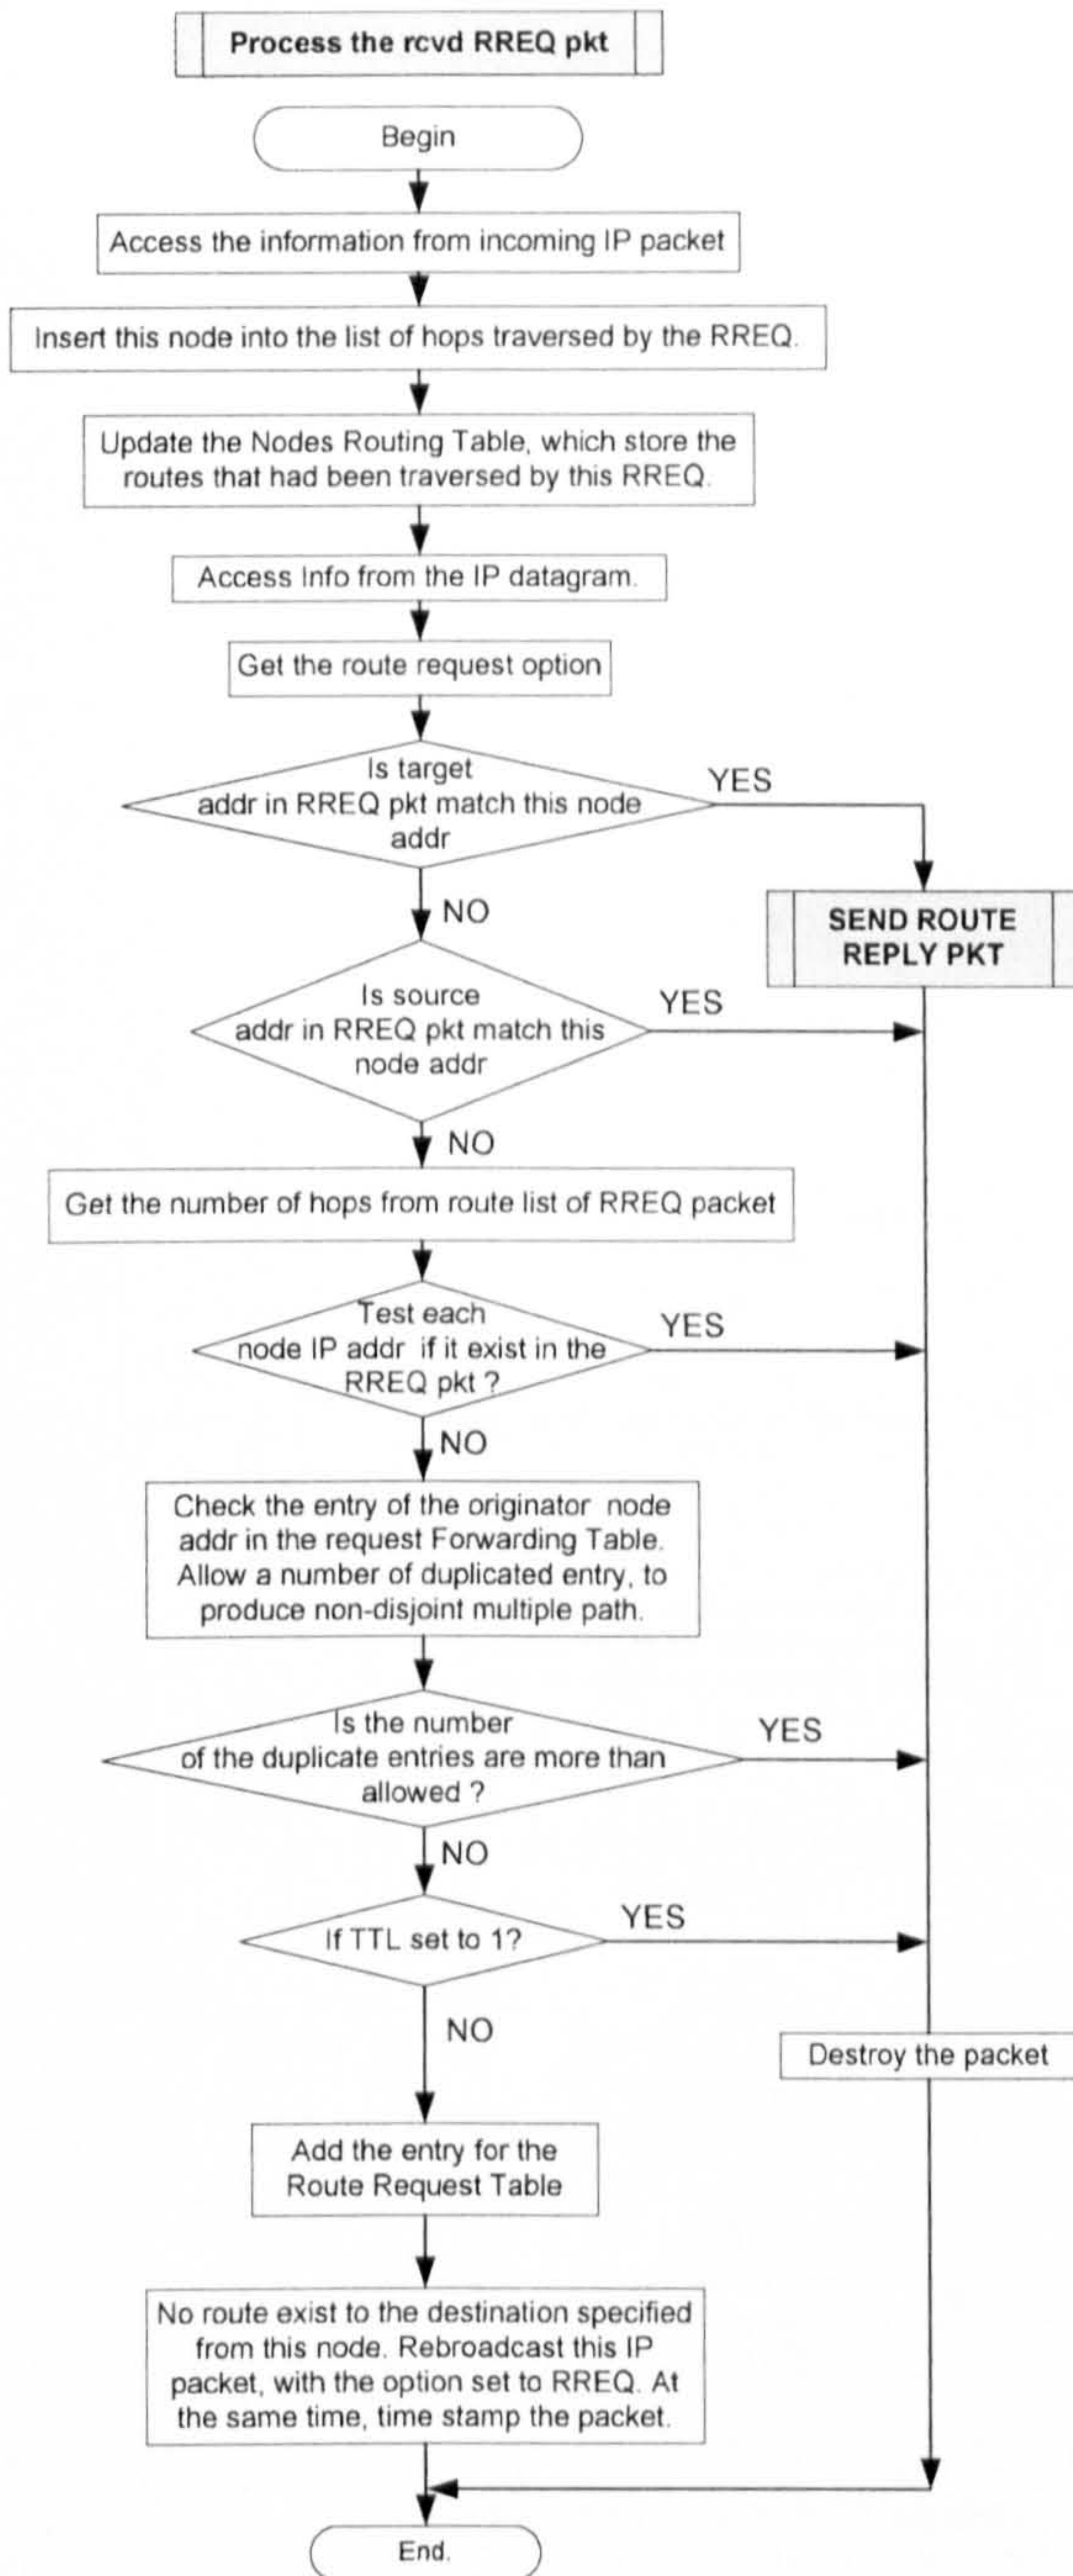 Process the rcvd RREQ pkt
Begin
Access the information from incoming IP packet
Insert this node into the list of hops traversed by the RREQ.
Update the Nodes Routing Table, which store the
routes that had been traversed by this RREQ.
Access Info from the IP datagram.
Get the route request option
Is target
addr in RREQ pkt match this node
addr
YES
NO
SEND ROUTE
REPLY PKT
Is source
addr in RREQ pkt match this
node addr
YES
NO
Get the number of hops from route list of RREQ packet
Test each
node IP addr if it exist in the
RREQ pkt ?
YES
NO
Check the entry of the originator node
addr in the request Forwarding Table.
Allow a number of duplicated entry, to
produce non-disjoint multiple path.
Is the number
of the duplicate entries are more than
allowed ?
YES
NO
If TTL set to 1?
YES
NO
Destroy the packet
Add the entry for the
Route Request Table
No route exist to the destination specified
from this node. Rebroadcast this IP
packet, with the option set to RREQ. At
the same time, time stamp the packet.
End.